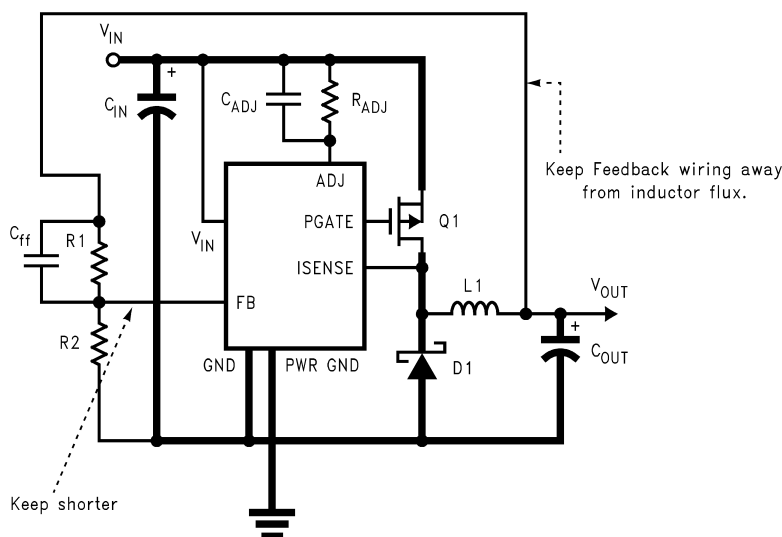 VIN
+
CIN
CADJ
RADJ
Keep Feedback wiring away
from inductor flux.
ADJ
PGATE
Q1
Cff
R1
VIN
ISENSE
L1
VOUT
FB
+
R2
COUT
GND
PWR GND
D1
Keep shorter